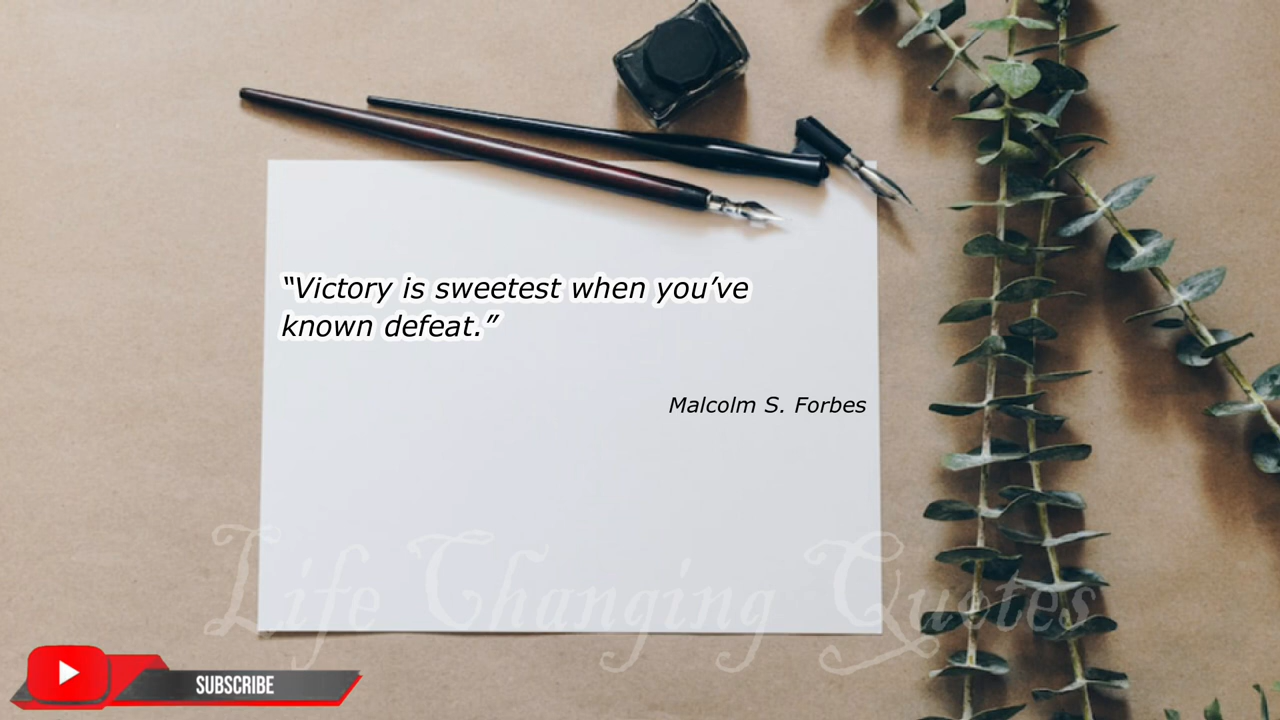 “Victory is sweetest when you’ve
known defeat.”
Malcolm S. Forbes
Life Changing Quotes
SUBSCRIBE